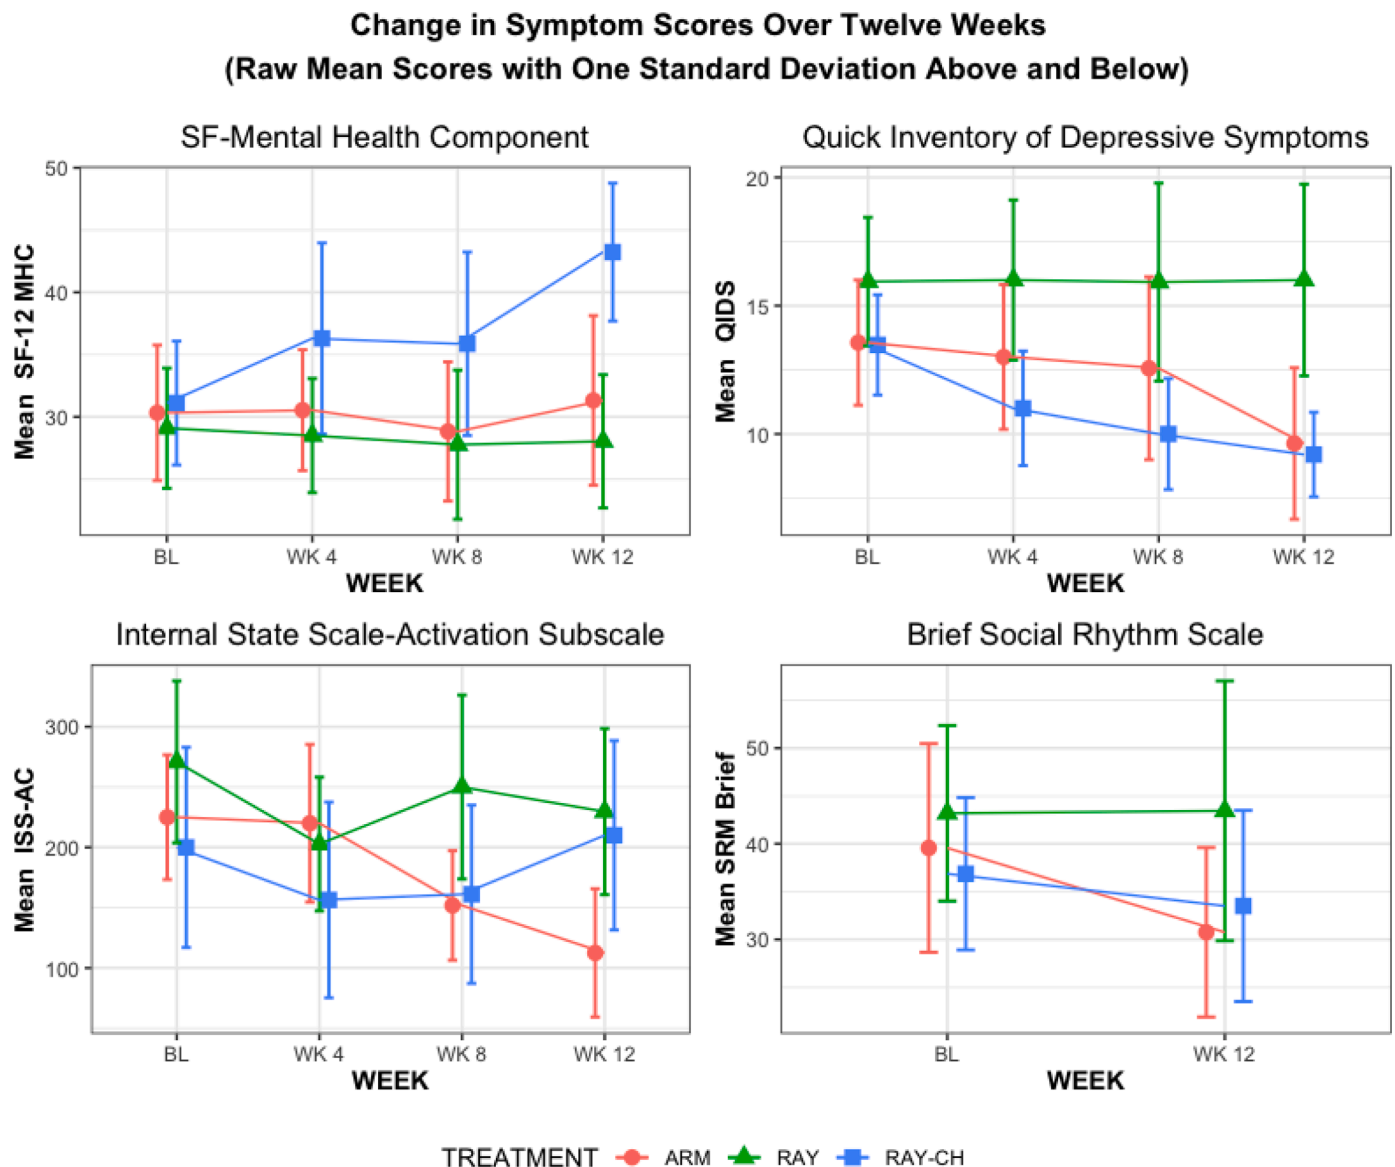 Change in Symptom Scores Over Twelve Weeks
(Raw Mean Scores with One Standard Deviation Above and Below)
SF-Mental Health Component
Mean SF-12 MHC
50
40
30
BL WK 4 WK 8 WK 12
WEEK
Quick Inventory of Depressive Symptoms
Mean QIDS
20
15
10
BL WK 4 WK 8 WK 12
WEEK
Internal State Scale-Activation Subscale
Mean ISS-AC
300
200
100
BL WK 4 WK 8 WK 12
WEEK
Brief Social Rhythm Scale
Mean SRM Brief
50
40
30
BL WK 12
WEEK
TREATMENT ARM RAY RAY-CH